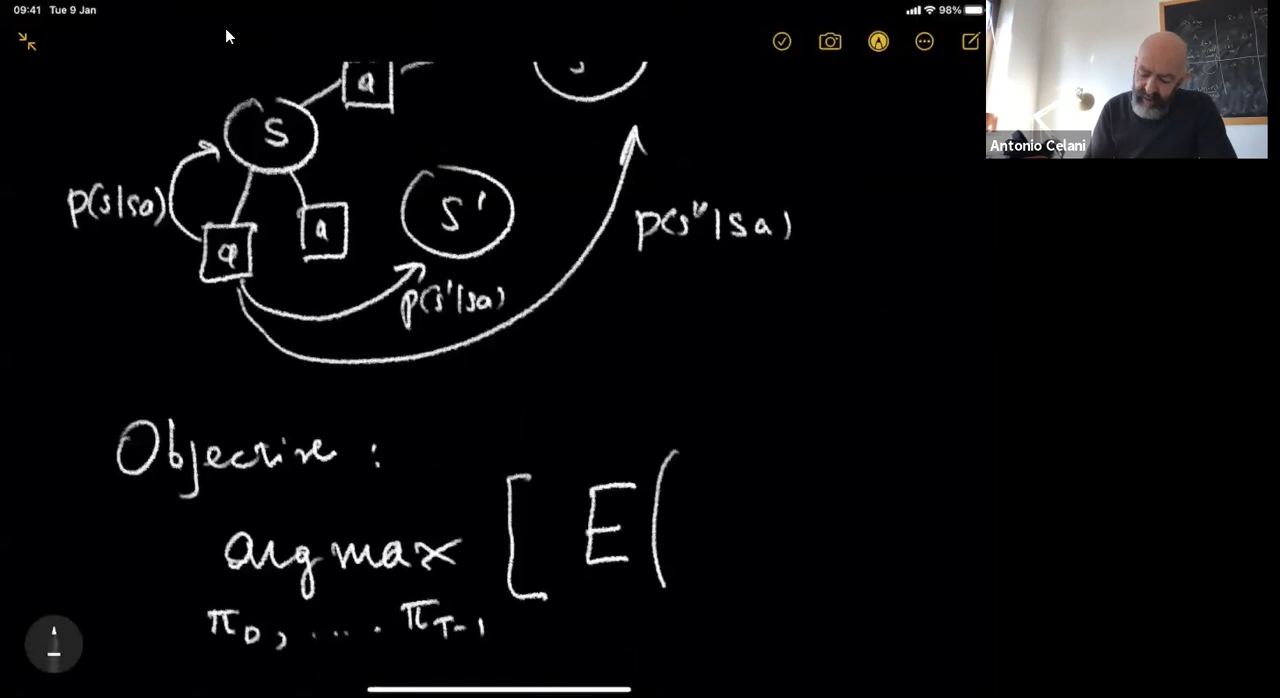 09:41 Tue 9 Jan
98%
Antonio Celani
a
s
s
p(s|sa)
s'
a
a
p(s"|sa)
p(s'|sa)
Objective :
argmax [ E (
π0, .... πT-1